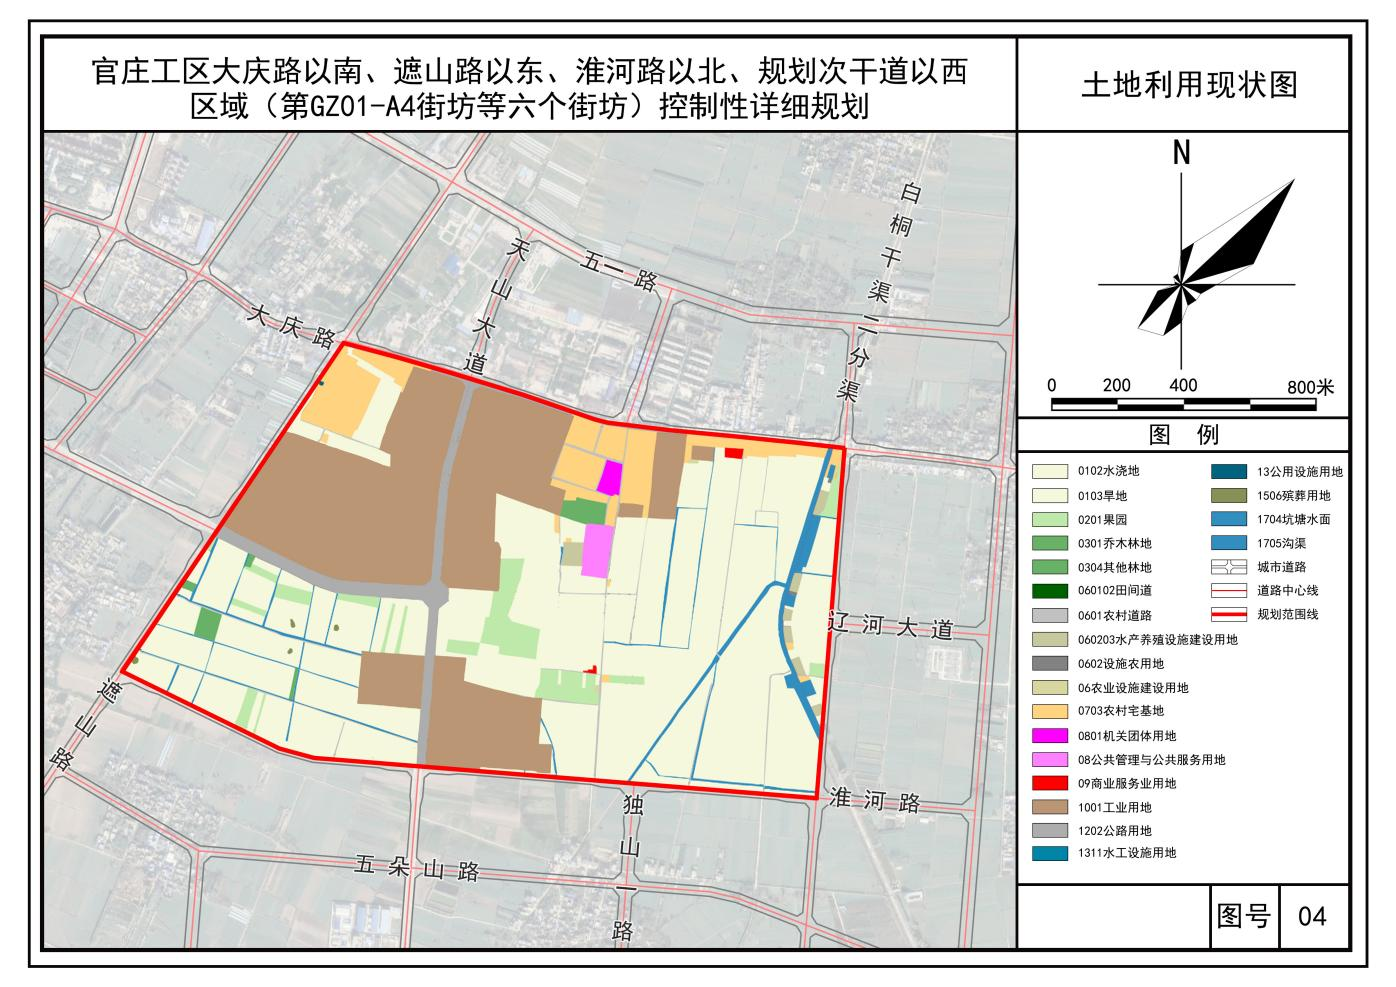 官庄工区大庆路以南、遮山路以东、淮河路以北、规划次干道以西
区域（第GZ01-A4街坊等六个街坊）控制性详细规划
土地利用现状图
N
0 200 400 800米
图 例
0102水浇地
0103旱地
0201果园
0301乔木林地
0304其他林地
060102田间道
0601农村道路
060203水产养殖设施建设用地
0602设施农用地
06农业设施建设用地
0703农村宅基地
0801机关团体用地
08公共管理与公共服务用地
09商业服务业用地
1001工业用地
1202公路用地
1311水工设施用地
13公用设施用地
1506殡葬用地
1704坑塘水面
1705沟渠
城市道路
道路中心线
规划范围线
图号 04
白桐干渠二分渠
天山大道
五一路
大庆路
辽河大道
遮山路
淮河路
独山一路
五朵山路